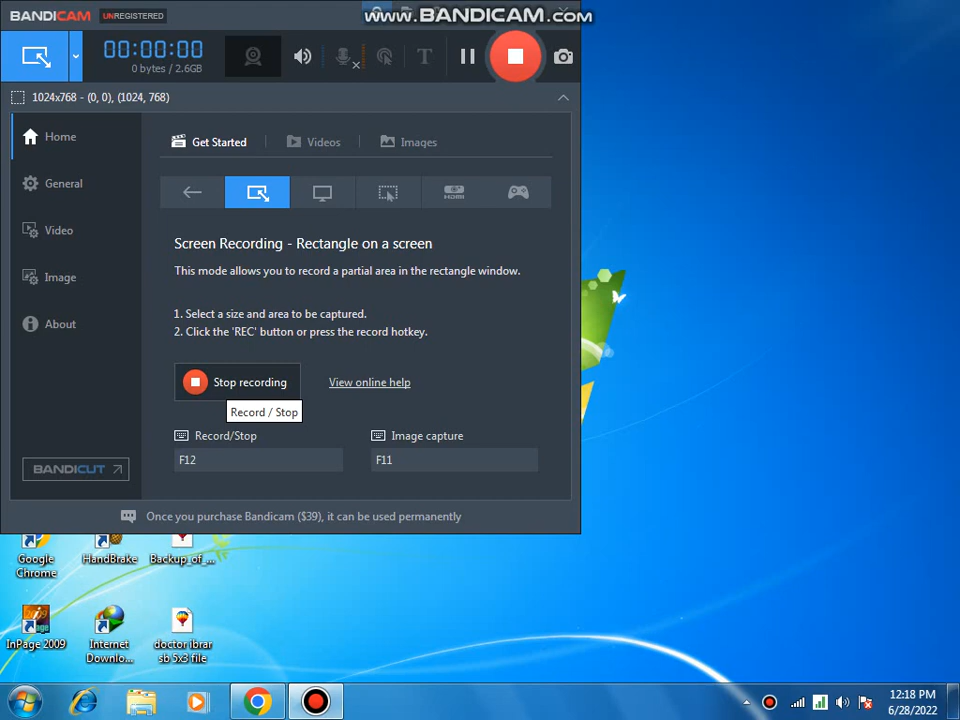 BANDICAM UNREGISTERED
www.BANDICAM.com
00:00:00
0 bytes / 2.6GB
1024x768 - (0, 0), (1024, 768)
Home
General
Video
Image
About
BANDICUT
Get Started
Videos
Images
HDMI
Screen Recording - Rectangle on a screen
This mode allows you to record a partial area in the rectangle window.
1. Select a size and area to be captured.
2. Click the 'REC' button or press the record hotkey.
Stop recording
View online help
Record / Stop
Record/Stop
Image capture
F12
F11
Once you purchase Bandicam ($39), it can be used permanently
Google Chrome
HandBrake
Backup_of_...
InPage 2009
Internet Downlo...
doctor ibrar sb 5x3 file
12:18 PM
6/28/2022